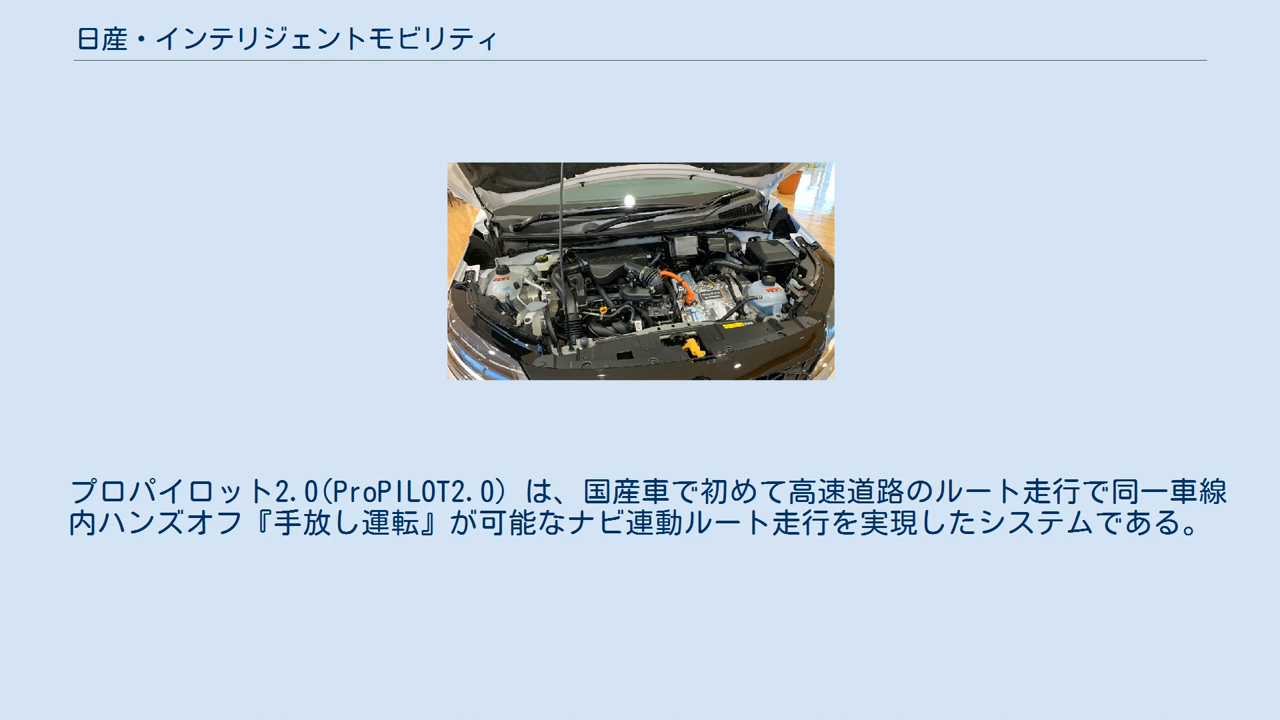 日産・インテリジェントモビリティ
プロパイロット2.0(ProPILOT2.0) は、国産車で初めて高速道路のルート走行で同一車線
内ハンズオフ『手放し運転』が可能なナビ連動ルート走行を実現したシステムである。